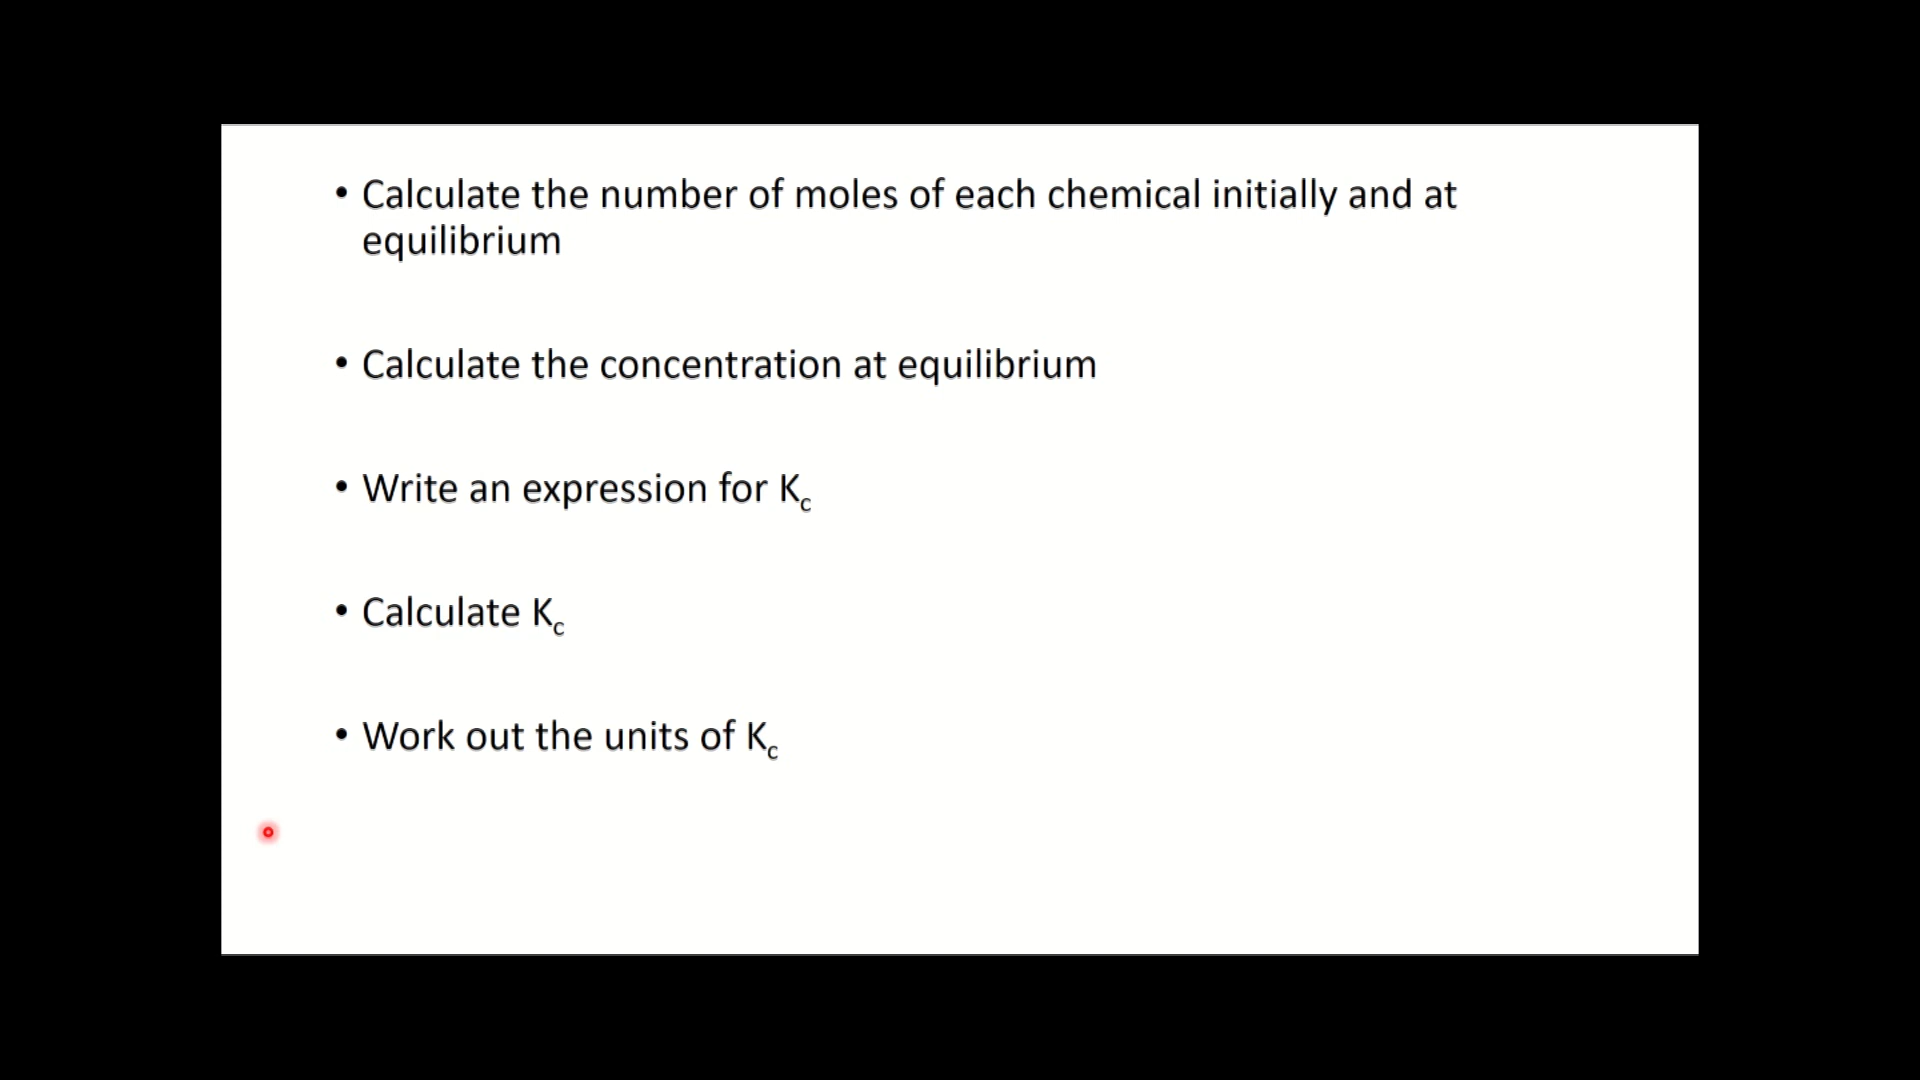 • Calculate the number of moles of each chemical initially and at
equilibrium
• Calculate the concentration at equilibrium
• Write an expression for Kc
• Calculate Kc
• Work out the units of Kc